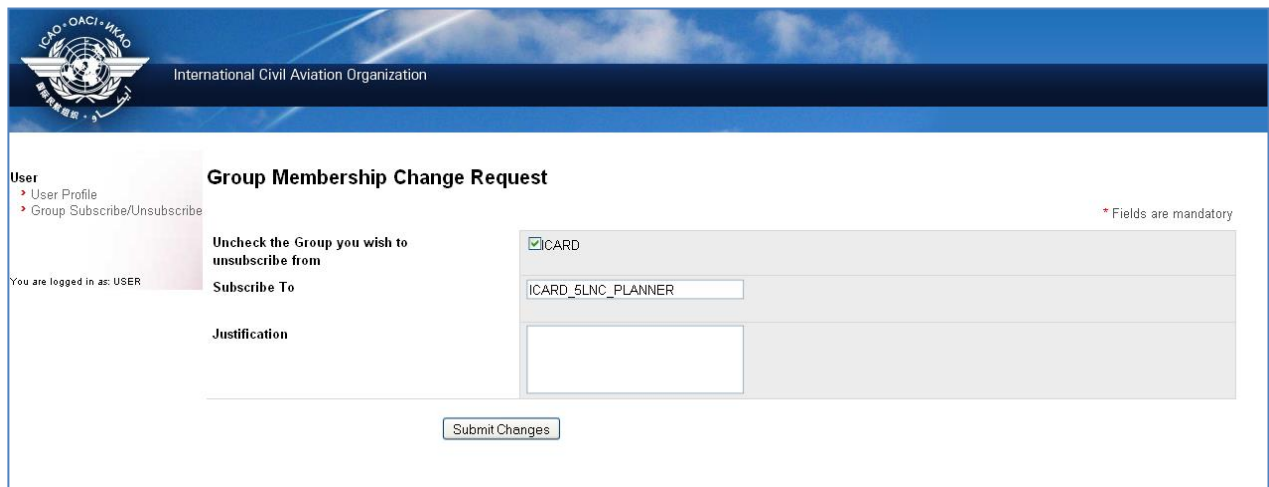 ICAO · OACI · ИКАО
International Civil Aviation Organization
User
User Profile
Group Subscribe/Unsubscribe
You are logged in as: USER
Group Membership Change Request
* Fields are mandatory
Uncheck the Group you wish to
unsubscribe from
ICARD
Subscribe To
ICARD_5LNC_PLANNER
Justification
Submit Changes